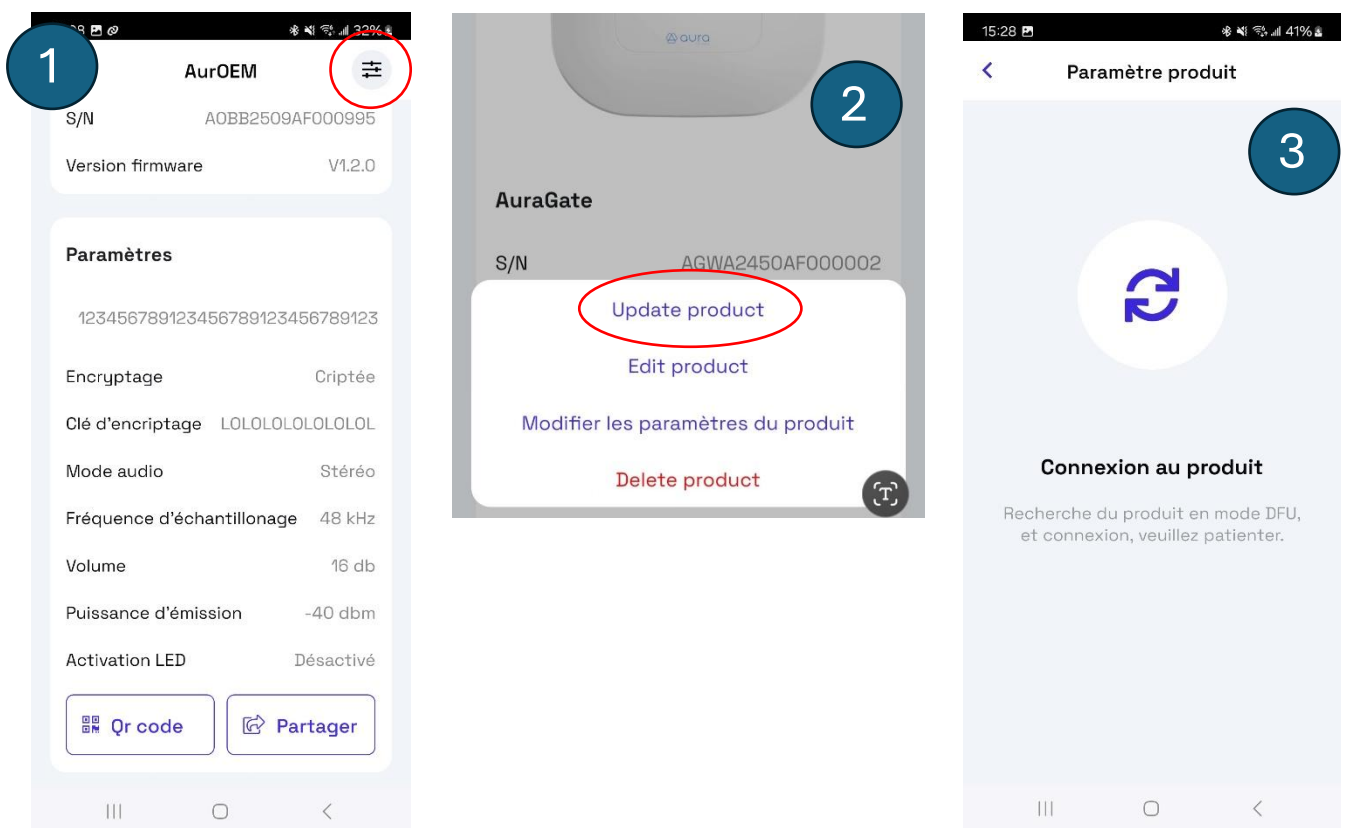 1
32%
AurOEM
S/N A0BB2509AF000995
Version firmware V1.2.0
Paramètres
123456789123456789123456789123
Encryptage Criptée
Clé d'encriptage LOLOLOLOLOLOLOL
Mode audio Stéréo
Fréquence d'échantillonage 48 kHz
Volume 16 db
Puissance d'émission -40 dbm
Activation LED Désactivé
Qr code Partager
aura
2
AuraGate
S/N AGWA2450AF000002
Update product
Edit product
Modifier les paramètres du produit
Delete product
T
15:28 41%
Paramètre produit
3
Connexion au produit
Recherche du produit en mode DFU,
et connexion, veuillez patienter.